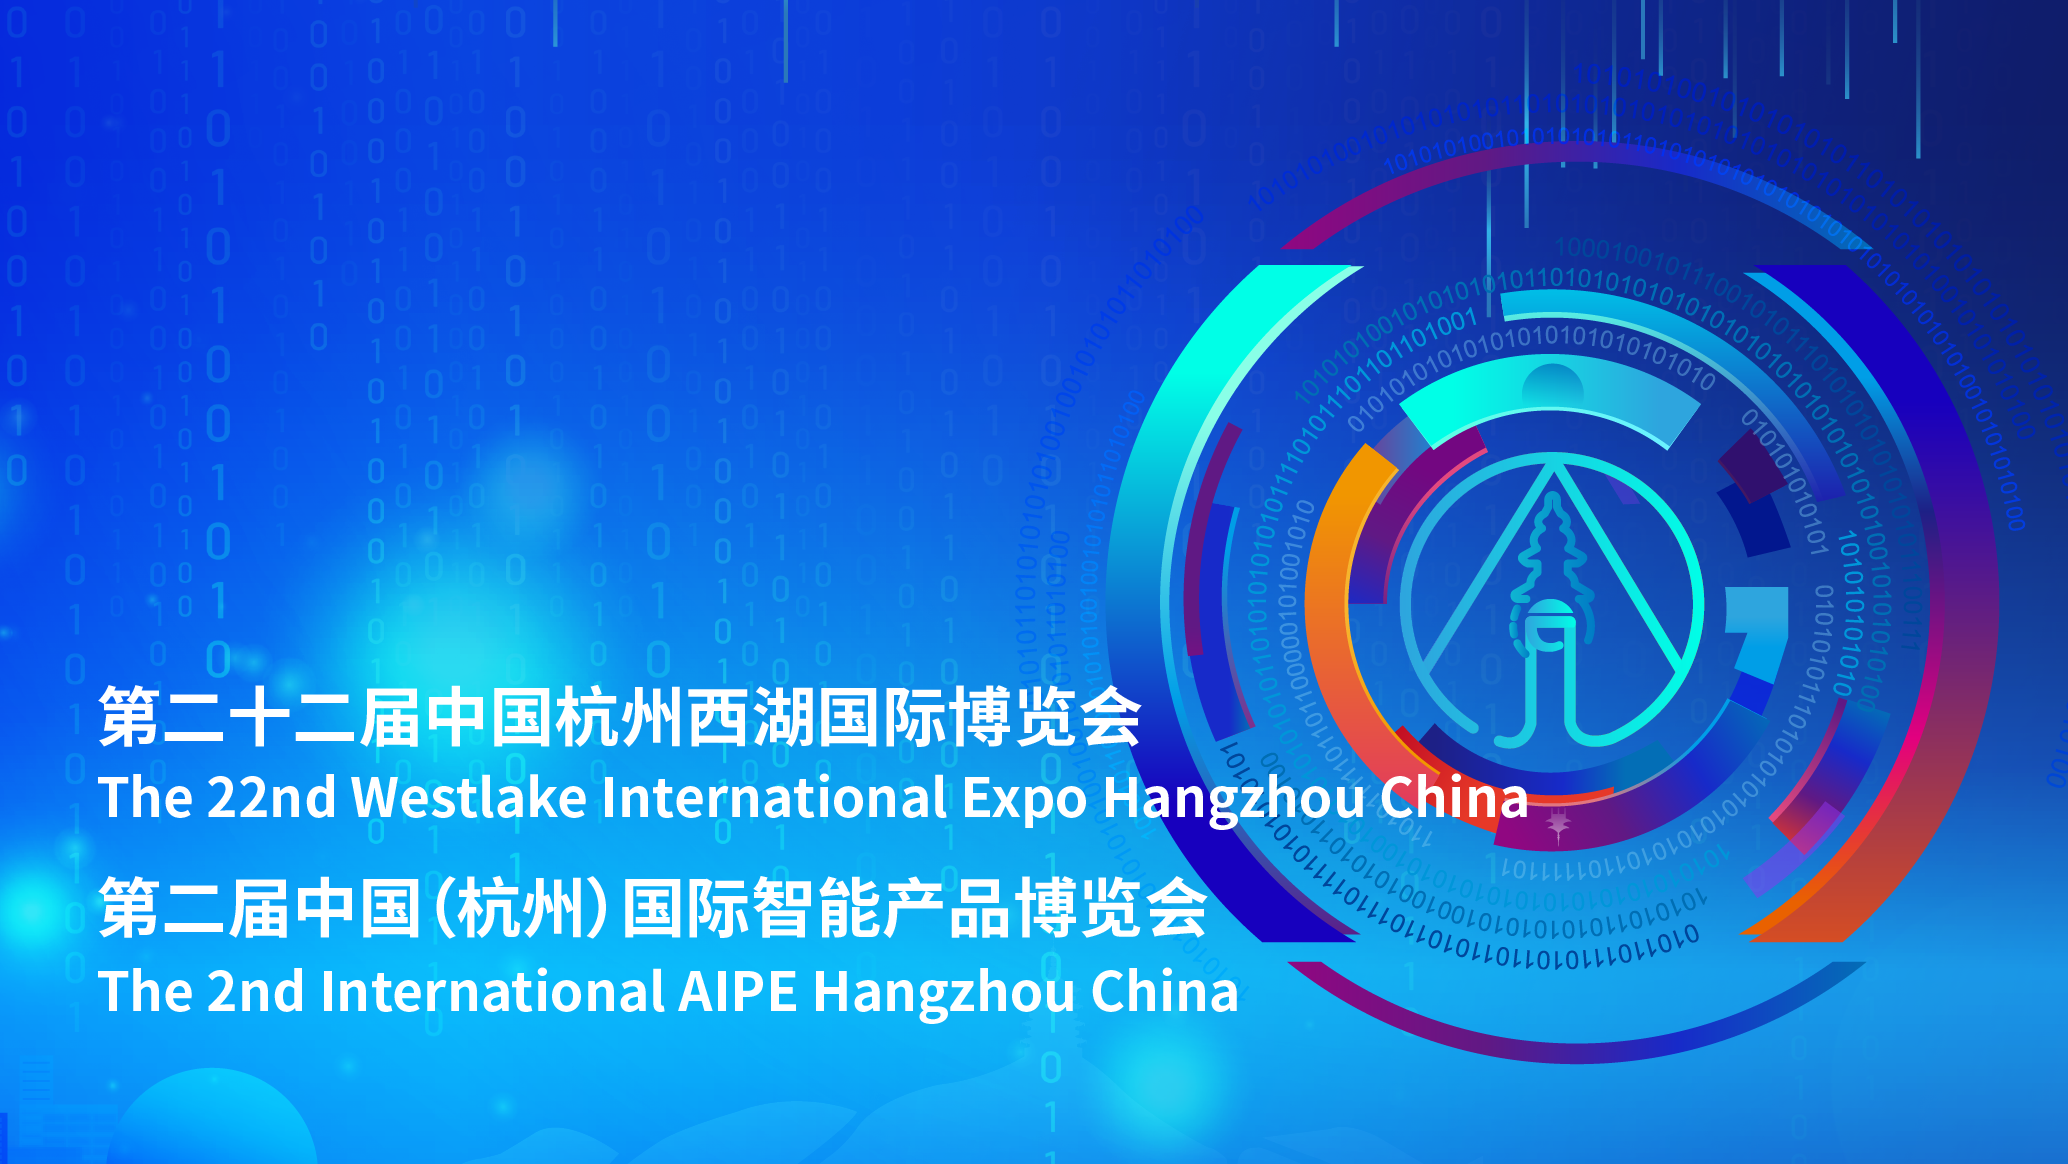 第二十二届中国杭州西湖国际博览会
The 22nd Westlake International Expo Hangzhou China
第二届中国（杭州）国际智能产品博览会
The 2nd International AIPE Hangzhou China